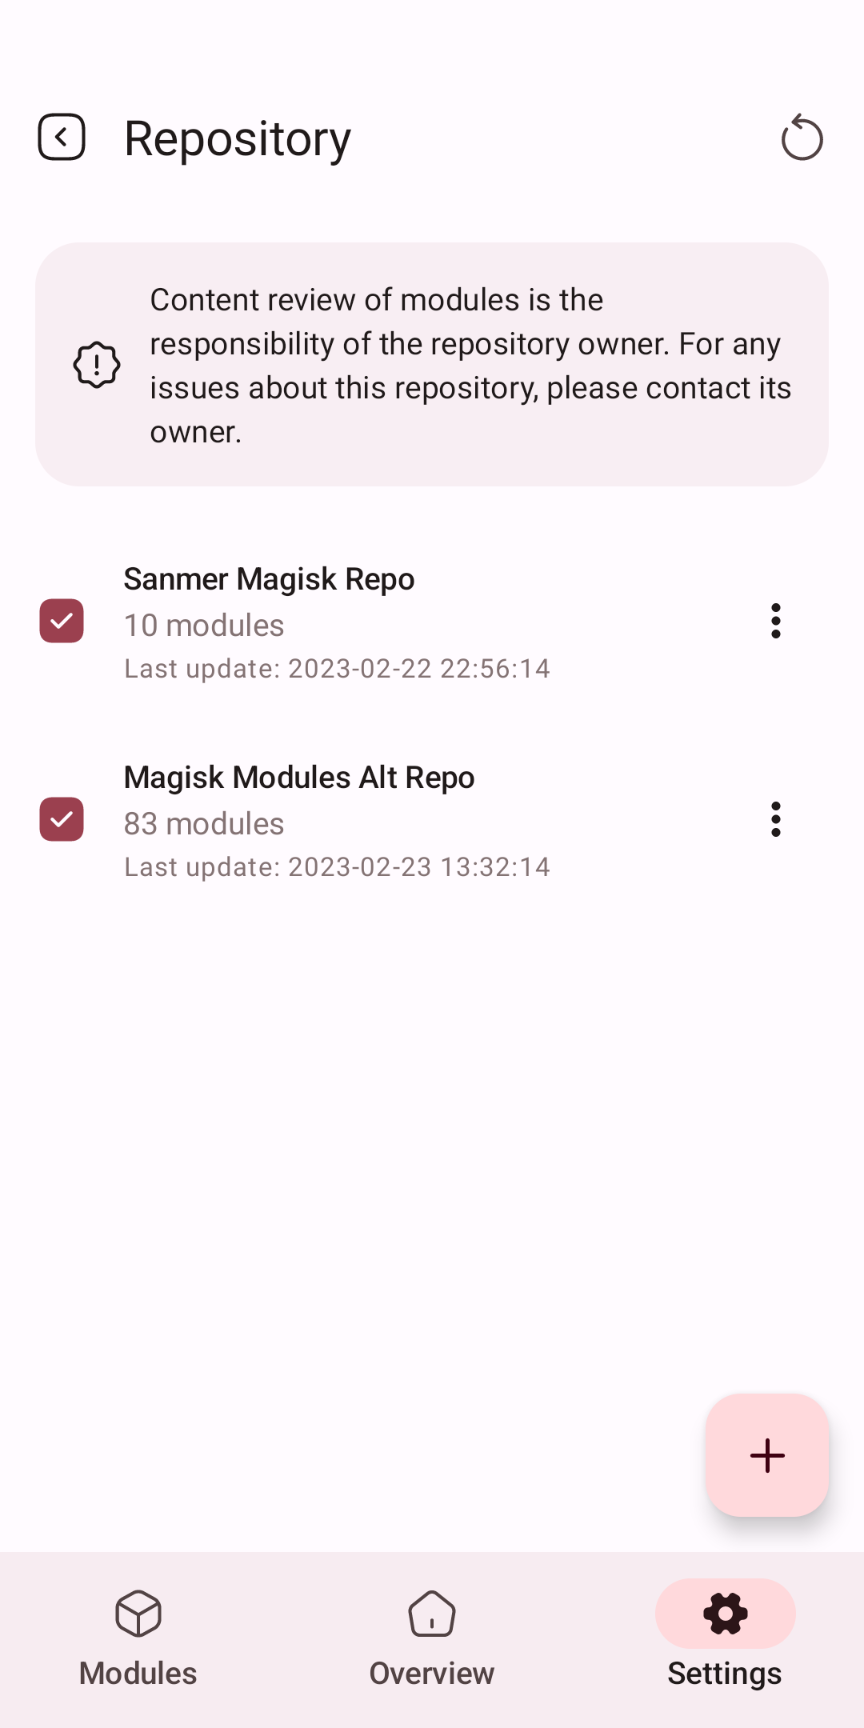 Repository
Content review of modules is the
responsibility of the repository owner. For any
issues about this repository, please contact its
owner.
Sanmer Magisk Repo
10 modules
Last update: 2023-02-22 22:56:14
Magisk Modules Alt Repo
83 modules
Last update: 2023-02-23 13:32:14
Modules
Overview
Settings